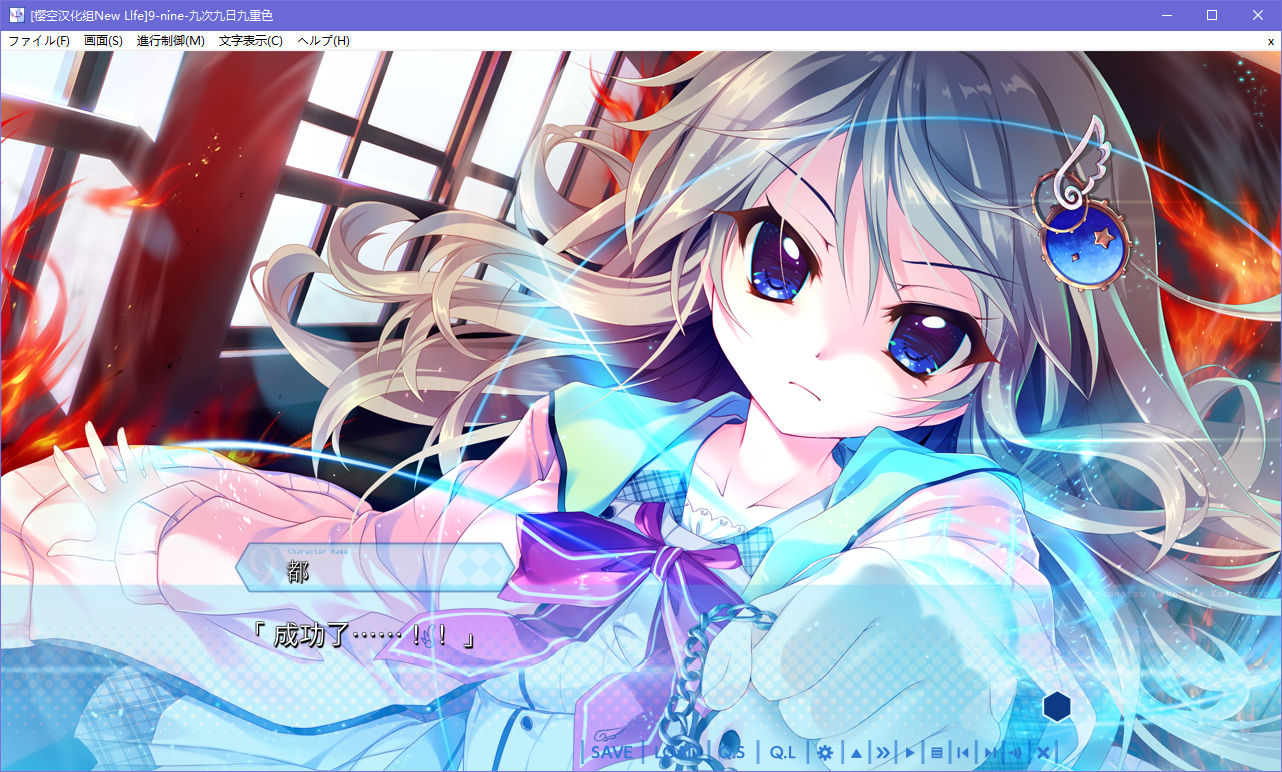 [樱空汉化组New LIfe]9-nine-九次九日九重色
ファイル(F) 画面(S) 進行制御(M) 文字表示(C) ヘルプ(H) x
Character Name
都
「 成功了……！！ 」
SAVE LOAD Q.S Q.L